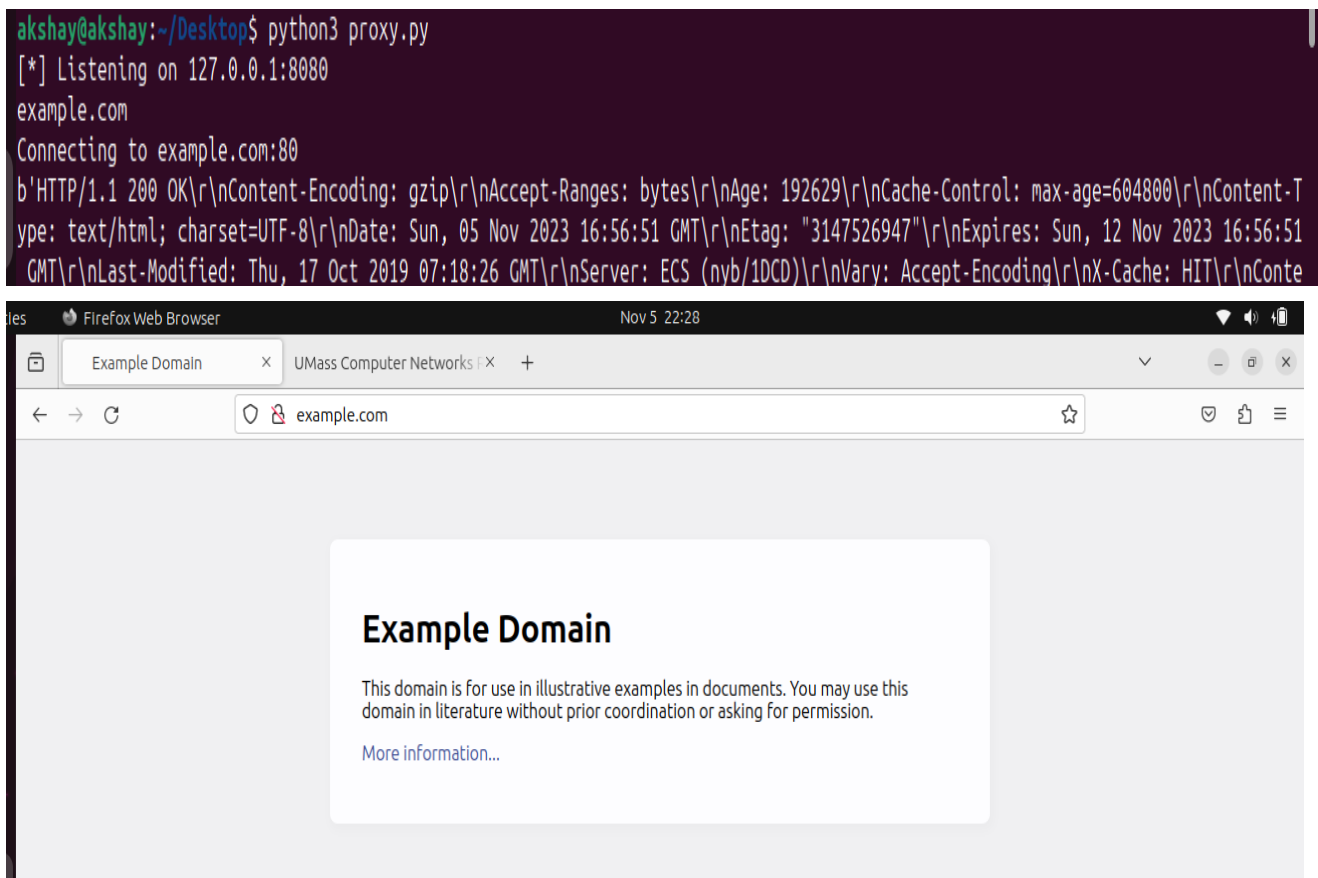 akshay@akshay:~/Desktop$ python3 proxy.py
[*] Listening on 127.0.0.1:8080
example.com
Connecting to example.com:80
b'HTTP/1.1 200 OK\r\nContent-Encoding: gzip\r\nAccept-Ranges: bytes\r\nAge: 192629\r\nCache-Control: max-age=604800\r\nContent-T
ype: text/html; charset=UTF-8\r\nDate: Sun, 05 Nov 2023 16:56:51 GMT\r\nEtag: "3147526947"\r\nExpires: Sun, 12 Nov 2023 16:56:51
GMT\r\nLast-Modified: Thu, 17 Oct 2019 07:18:26 GMT\r\nServer: ECS (nyb/1DCD)\r\nVary: Accept-Encoding\r\nX-Cache: HIT\r\nConte
ies Firefox Web Browser Nov 5 22:28
Example Domain UMass Computer Networks
example.com
Example Domain
This domain is for use in illustrative examples in documents. You may use this
domain in literature without prior coordination or asking for permission.
More information...